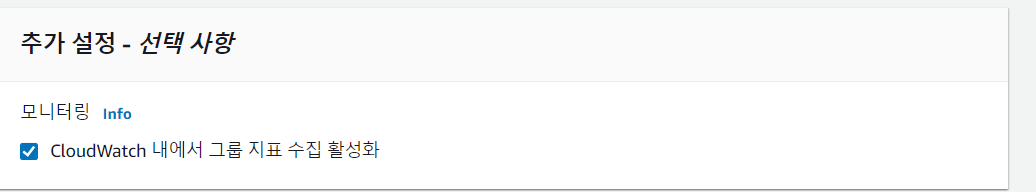 추가 설정 - 선택 사항
모니터링 Info
CloudWatch 내에서 그룹 지표 수집 활성화